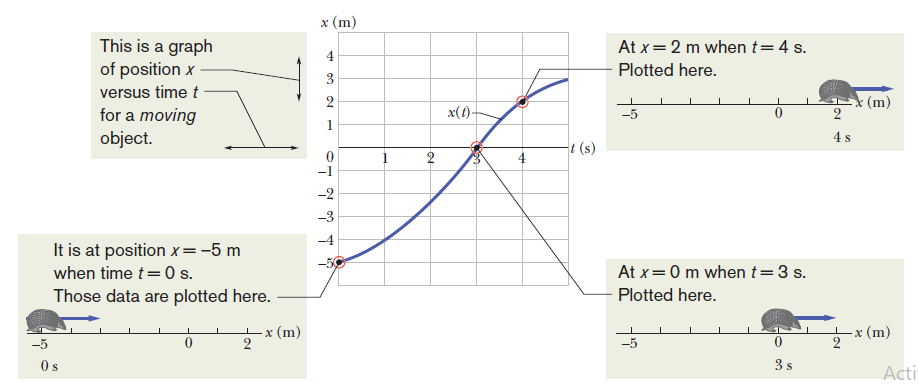 This is a graph
of position x
versus time t
for a moving
object.
x (m)
4
3
2
1
0
−1
−2
−3
−4
−5
x(t)
1 2 3 4
t (s)
At x = 2 m when t = 4 s.
Plotted here.
x (m)
−5 0 2
4 s
It is at position x = −5 m
when time t = 0 s.
Those data are plotted here.
x (m)
−5 0 2
0 s
At x = 0 m when t = 3 s.
Plotted here.
x (m)
−5 0 2
3 s
Acti